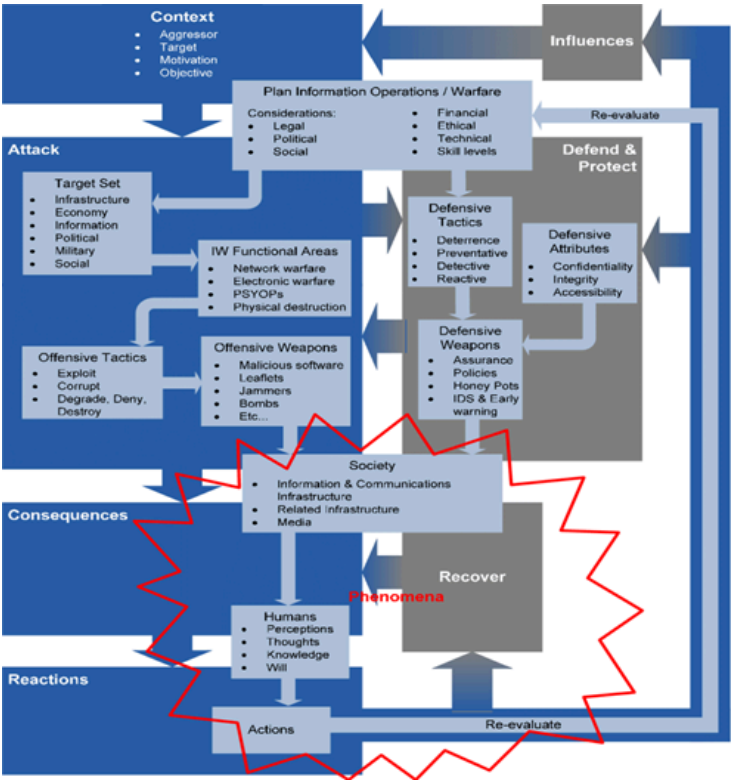 Context
• Aggressor
• Target
• Motivation
• Objective
Influences
Plan Information Operations / Warfare
Considerations:
• Legal
• Political
• Social
• Financial
• Ethical
• Technical
• Skill levels
Re-evaluate
Attack
Defend &
Protect
Target Set
• Infrastructure
• Economy
• Information
• Political
• Military
• Social
IW Functional Areas
• Network warfare
• Electronic warfare
• PSYOPs
• Physical destruction
Defensive
Tactics
• Deterrence
• Preventative
• Detective
• Reactive
Defensive
Attributes
• Confidentiality
• Integrity
• Accessibility
Offensive Tactics
• Exploit
• Corrupt
• Degrade, Deny,
Destroy
Offensive Weapons
• Malicious software
• Leaflets
• Jammers
• Bombs
• Etc...
Defensive
Weapons
• Assurance
• Policies
• Honey Pots
• IDS & Early
warning
Society
• Information & Communications
Infrastructure
• Related Infrastructure
• Media
Consequences
Recover
Phenomena
Humans
• Perceptions
• Thoughts
• Knowledge
• Will
Reactions
Actions
Re-evaluate